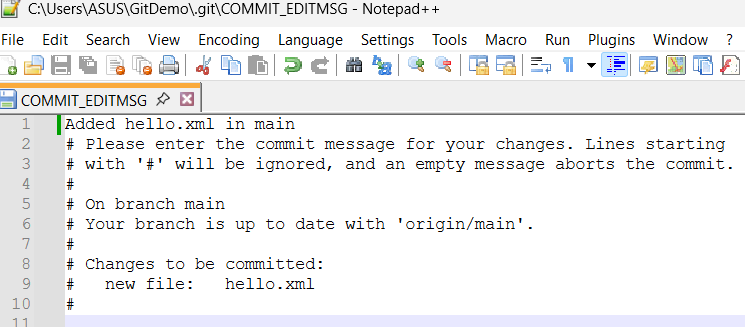 C:\Users\ASUS\GitDemo\.git\COMMIT_EDITMSG - Notepad++
File Edit Search View Encoding Language Settings Tools Macro Run Plugins Window ?
COMMIT_EDITMSG
1 Added hello.xml in main
2 # Please enter the commit message for your changes. Lines starting
3 # with '#' will be ignored, and an empty message aborts the commit.
4 #
5 # On branch main
6 # Your branch is up to date with 'origin/main'.
7 #
8 # Changes to be committed:
9 #   new file:   hello.xml
10 #
11